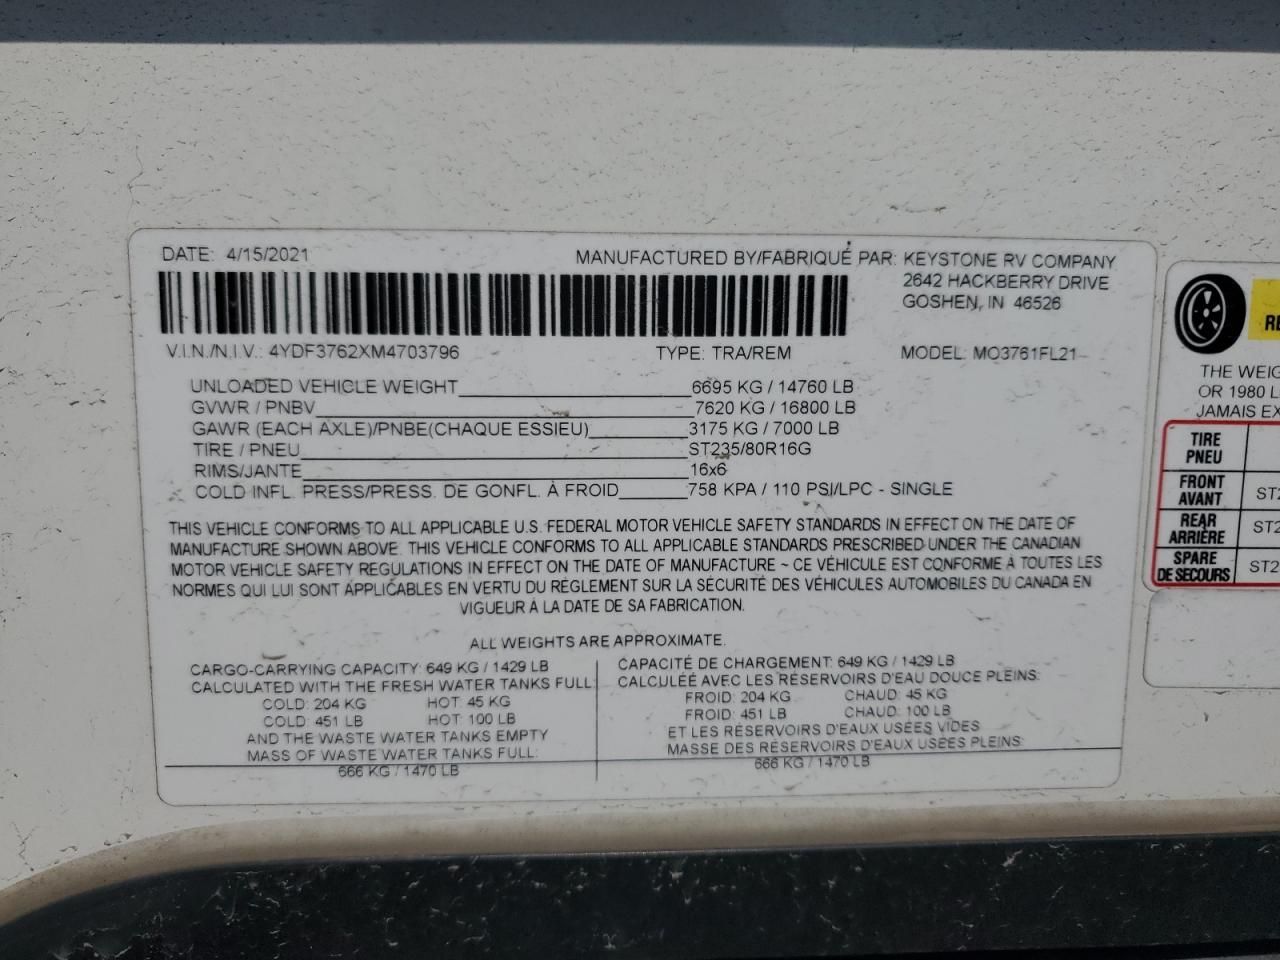 DATE: 4/15/2021
MANUFACTURED BY/FABRIQUÉ PAR: KEYSTONE RV COMPANY
2642 HACKBERRY DRIVE
GOSHEN, IN 46526
V.I.N./N.I.V.: 4YDF3762XM4703796 TYPE: TRA/REM MODEL: MO3761FL21
UNLOADED VEHICLE WEIGHT 6695 KG / 14760 LB
GVWR / PNBV 7620 KG / 16800 LB
GAWR (EACH AXLE)/PNBE(CHAQUE ESSIEU) 3175 KG / 7000 LB
TIRE / PNEU ST235/80R16G
RIMS/JANTE 16x6
COLD INFL. PRESS/PRESS. DE GONFL. À FROID 758 KPA / 110 PSI/LPC - SINGLE
THIS VEHICLE CONFORMS TO ALL APPLICABLE U.S. FEDERAL MOTOR VEHICLE SAFETY STANDARDS IN EFFECT ON THE DATE OF
MANUFACTURE SHOWN ABOVE. THIS VEHICLE CONFORMS TO ALL APPLICABLE STANDARDS PRESCRIBED UNDER THE CANADIAN
MOTOR VEHICLE SAFETY REGULATIONS IN EFFECT ON THE DATE OF MANUFACTURE ~ CE VÉHICULE EST CONFORME À TOUTES LES
NORMES QUI LUI SONT APPLICABLES EN VERTU DU RÉGLEMENT SUR LA SÉCURITÉ DES VÉHICULES AUTOMOBILES DU CANADA EN
VIGUEUR À LA DATE DE SA FABRICATION.
ALL WEIGHTS ARE APPROXIMATE.
CARGO-CARRYING CAPACITY: 649 KG / 1429 LB
CALCULATED WITH THE FRESH WATER TANKS FULL:
COLD: 204 KG HOT: 45 KG
COLD: 451 LB HOT: 100 LB
AND THE WASTE WATER TANKS EMPTY
MASS OF WASTE WATER TANKS FULL:
666 KG / 1470 LB
CAPACITÉ DE CHARGEMENT: 649 KG / 1429 LB
CALCULÉE AVEC LES RÉSERVOIRS D'EAU DOUCE PLEINS:
FROID: 204 KG CHAUD: 45 KG
FROID: 451 LB CHAUD: 100 LB
ET LES RÉSERVOIRS D'EAUX USÉES VIDES
MASSE DES RÉSERVOIRS D'EAUX USÉES PLEINS:
666 KG / 1470 LB
THE WEIG
OR 1980 L
JAMAIS EX
TIRE
PNEU
FRONT
AVANT ST2
REAR
ARRIÈRE ST2
SPARE
DE SECOURS ST2